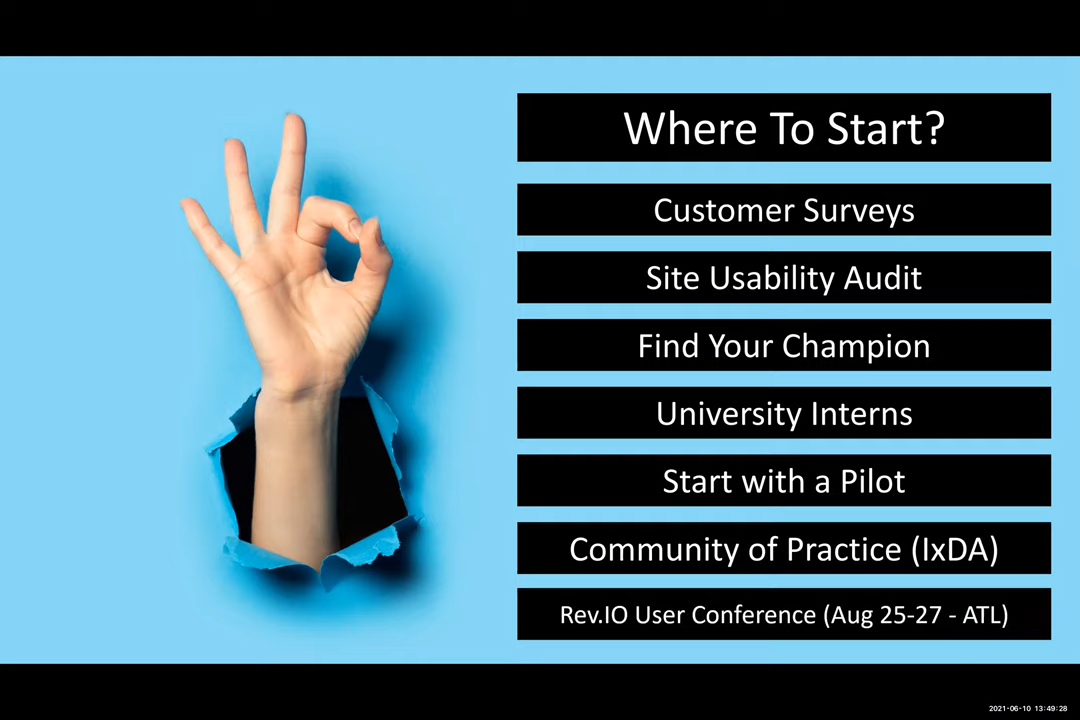 Where To Start?
Customer Surveys
Site Usability Audit
Find Your Champion
University Interns
Start with a Pilot
Community of Practice (IxDA)
Rev.IO User Conference (Aug 25-27 - ATL)
2021-06-10 13:49:28